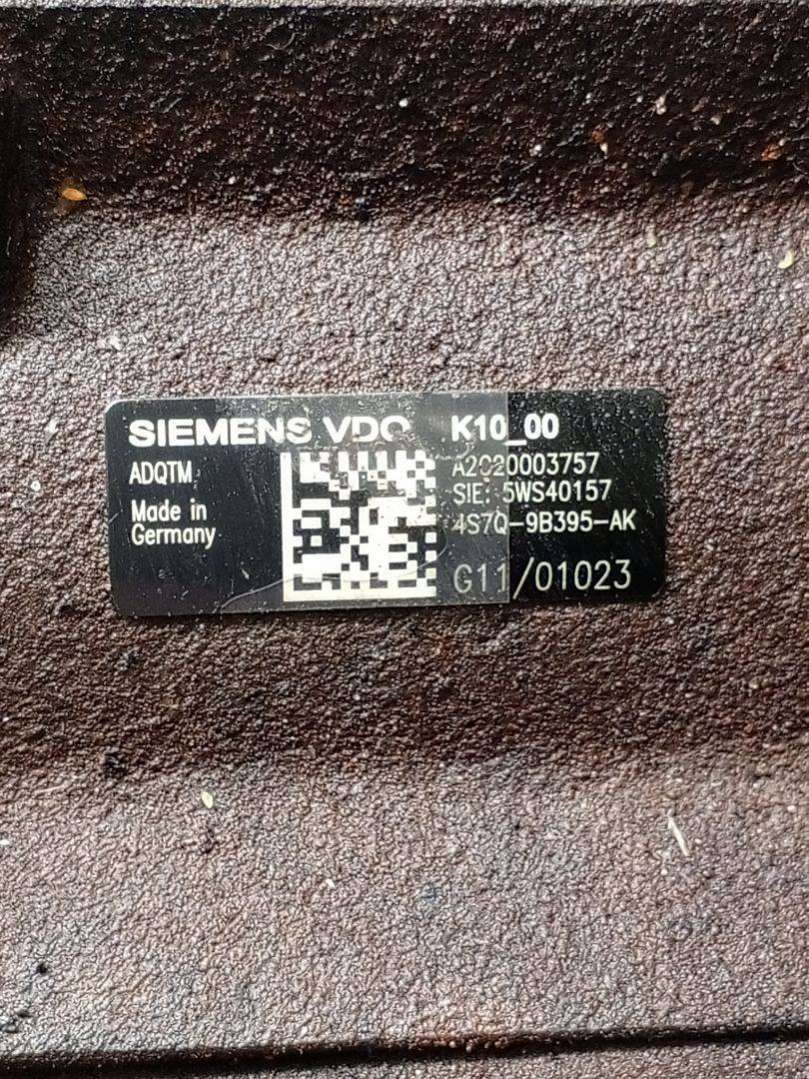 SIEMENS VDO K10_00
ADQTM
Made in
Germany
A2C20003757
SIE: 5WS40157
4S7Q-9B395-AK
G11/01023